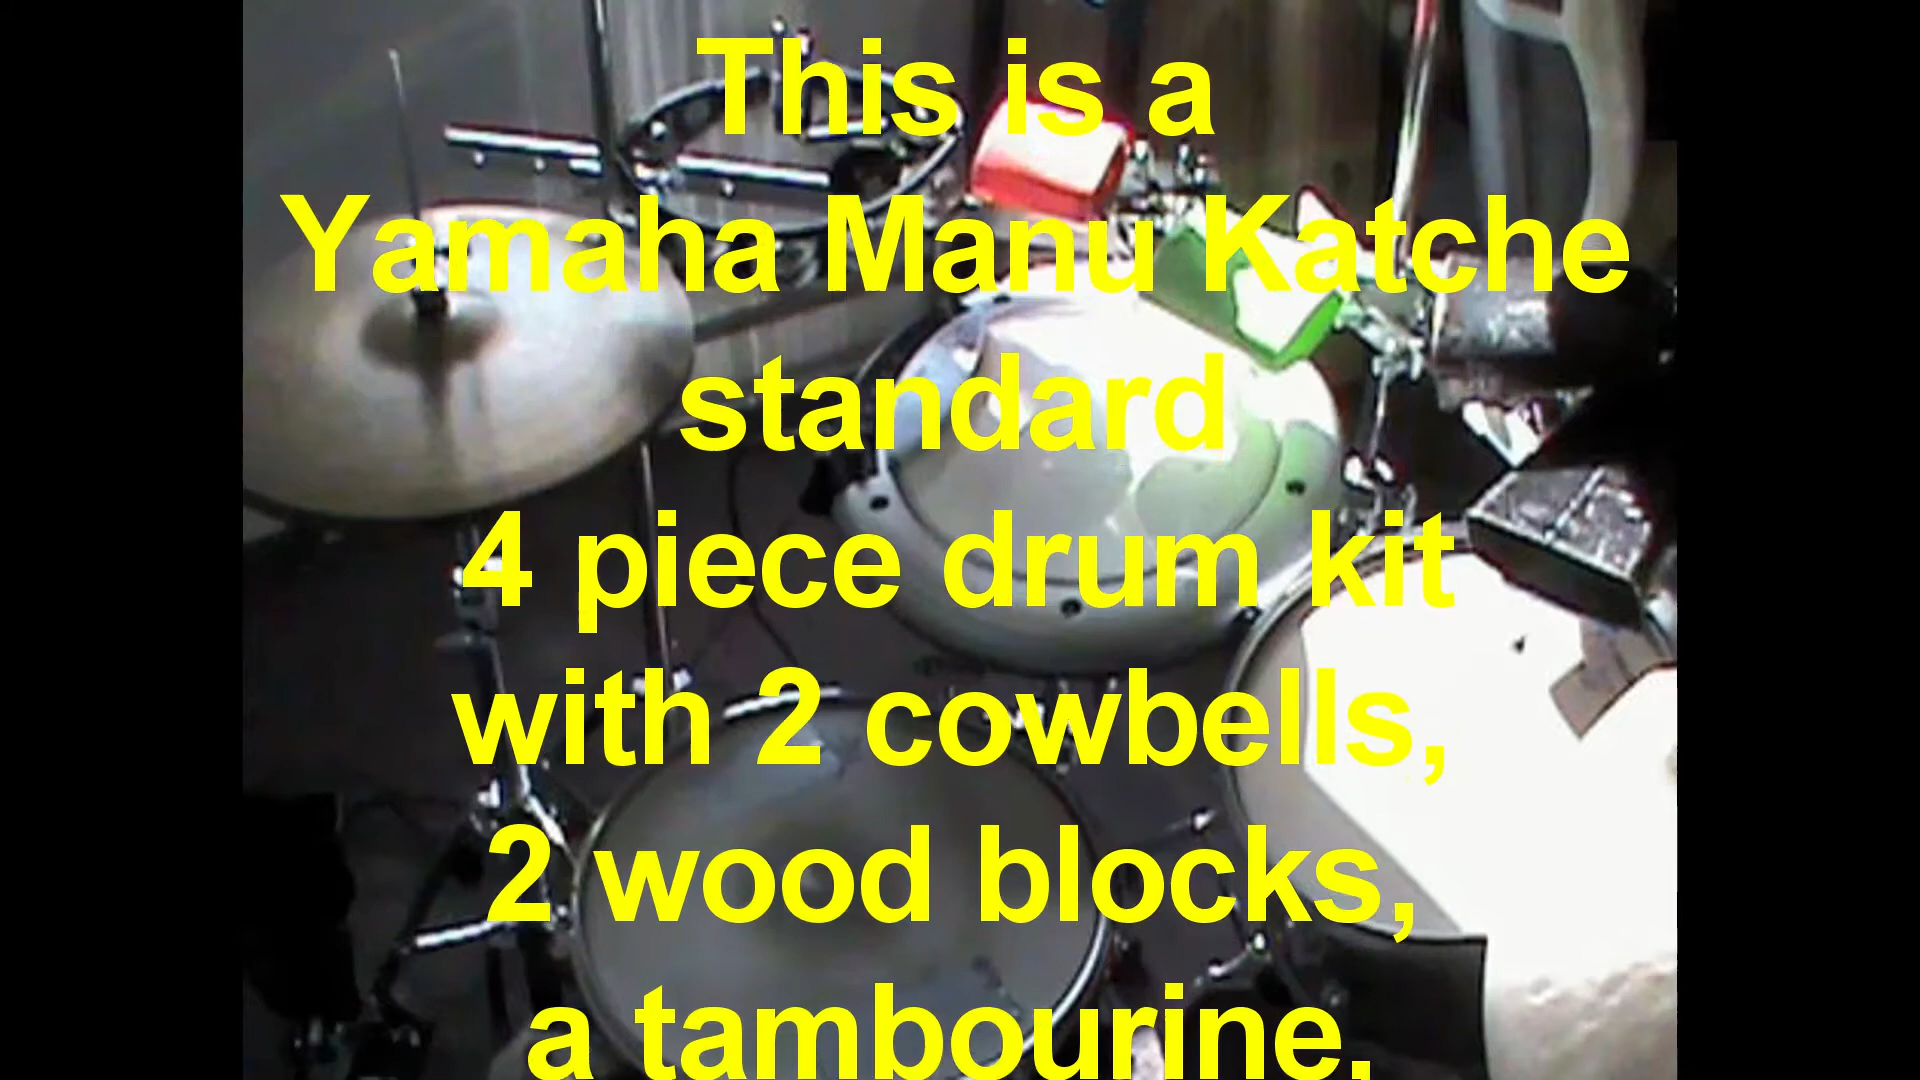 This is a
Yamaha Manu Katche
standard
4 piece drum kit
with 2 cowbells,
2 wood blocks,
a tambourine,